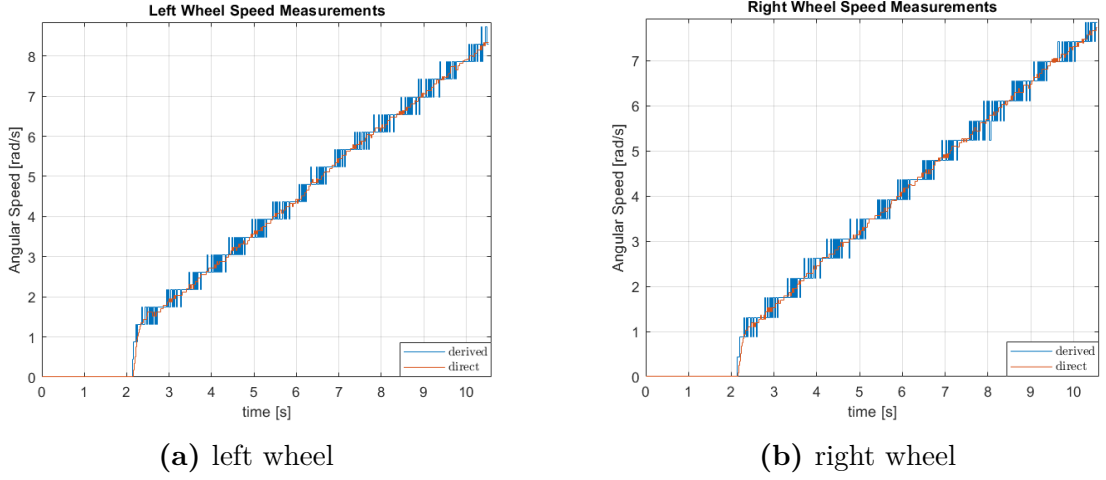 Left Wheel Speed Measurements
8
7
6
5
4
3
2
1
0
Angular Speed [rad/s]
0 1 2 3 4 5 6 7 8 9 10
time [s]
derived
direct
(a) left wheel
Right Wheel Speed Measurements
7
6
5
4
3
2
1
0
Angular Speed [rad/s]
0 1 2 3 4 5 6 7 8 9 10
time [s]
derived
direct
(b) right wheel